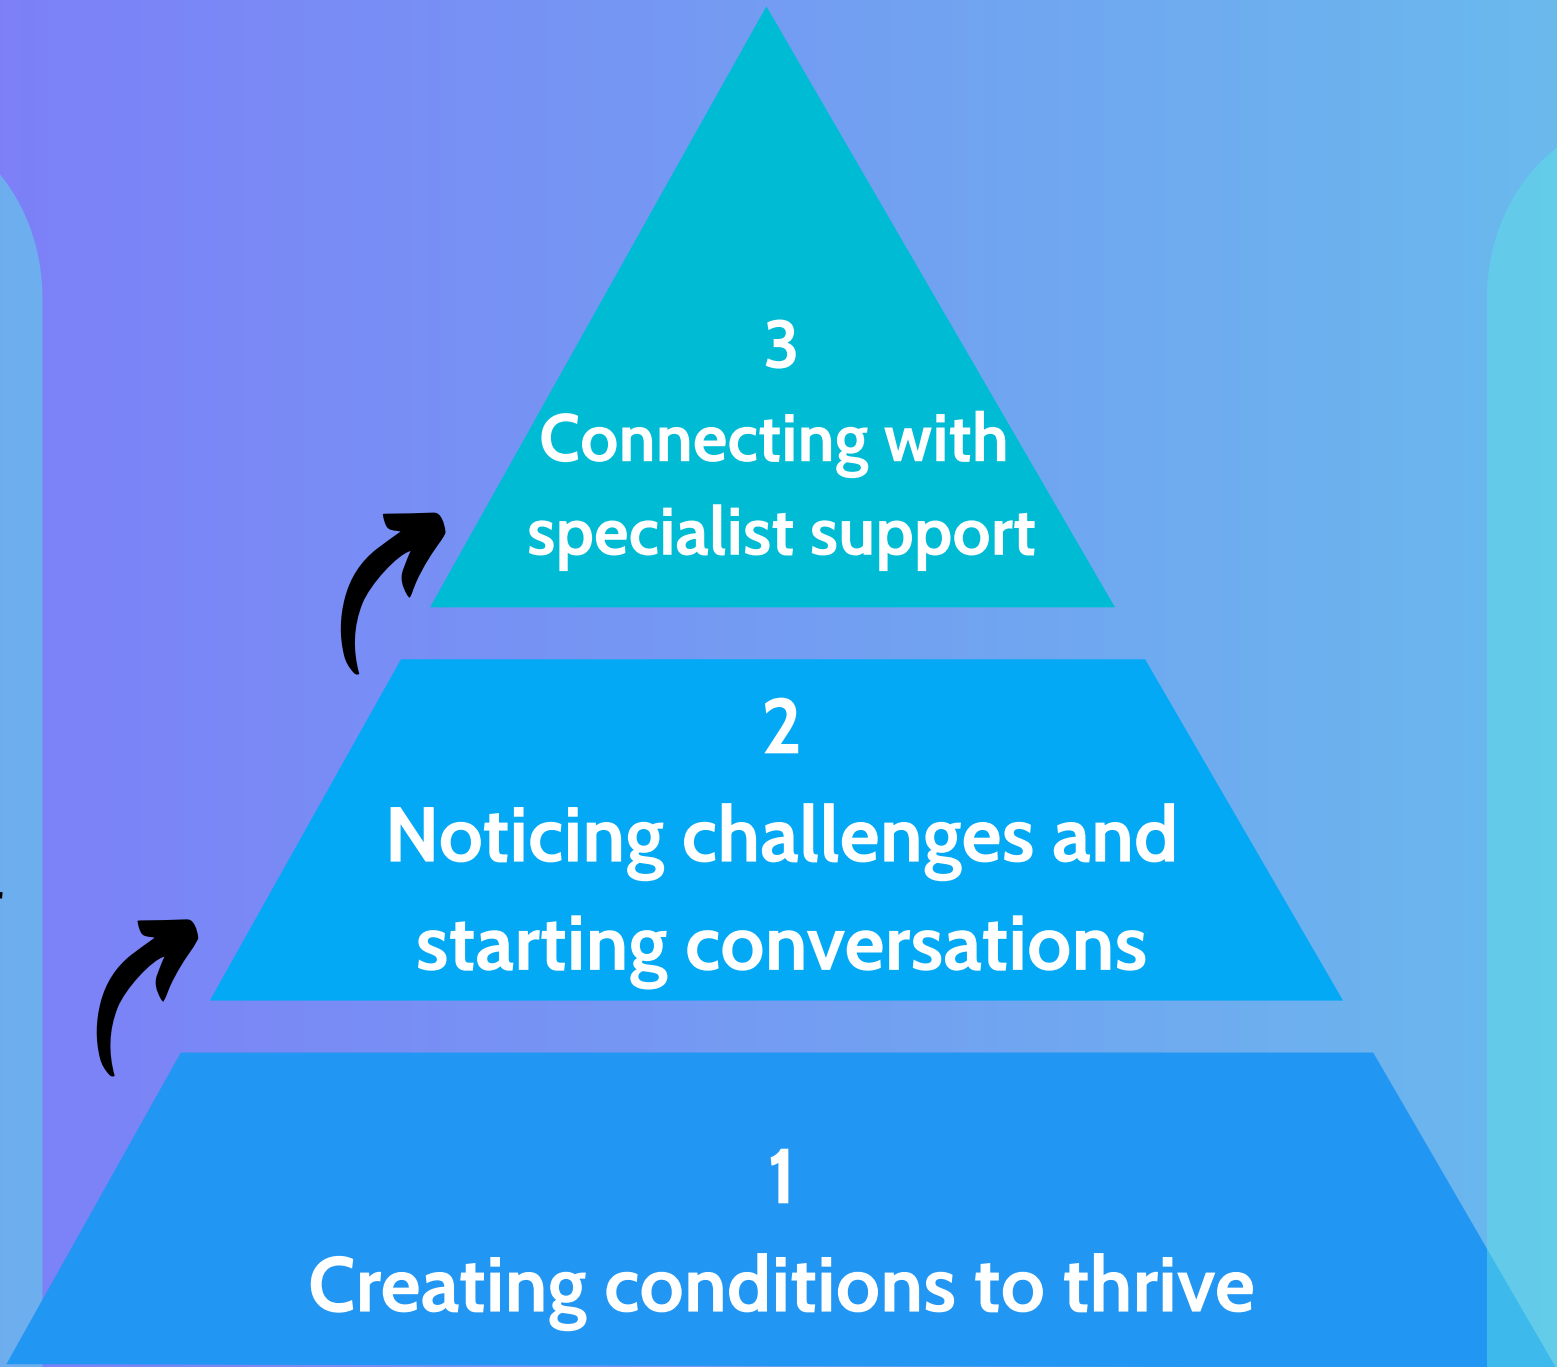 3
Connecting with
specialist support
2
Noticing challenges and
starting conversations
1
Creating conditions to thrive